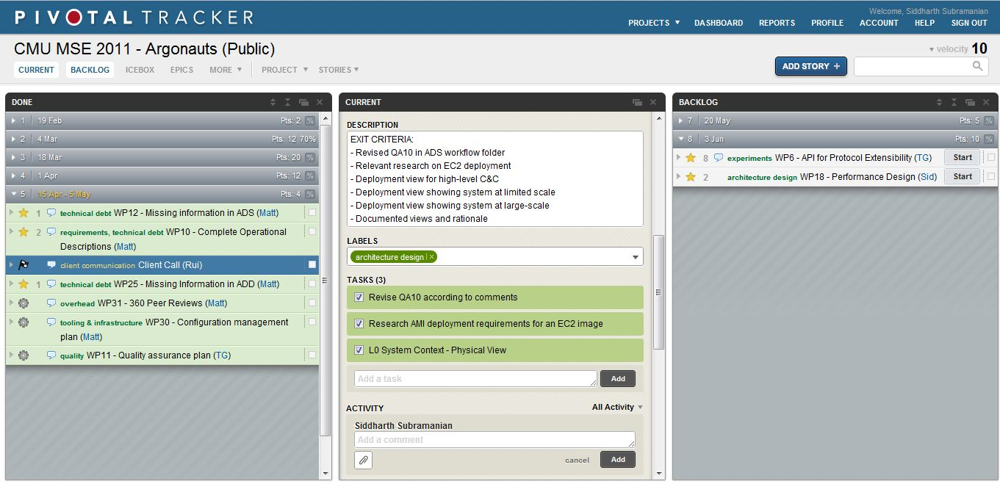 PIVOTAL TRACKER
Welcome, Siddharth Subramanian
PROJECTS DASHBOARD REPORTS PROFILE ACCOUNT HELP SIGN OUT
CMU MSE 2011 - Argonauts (Public)
velocity 10
CURRENT BACKLOG ICEBOX EPICS MORE PROJECT STORIES
ADD STORY +
DONE
1 19 Feb Pts: 2 %
2 4 Mar Pts: 12 70%
3 18 Mar Pts: 20 %
4 1 Apr Pts: 12 %
5 15 Apr - 5 May Pts: 4 %
1 technical debt WP12 - Missing information in ADS (Matt)
2 requirements, technical debt WP10 - Complete Operational
Descriptions (Matt)
client communication Client Call (Rui)
1 technical debt WP25 - Missing Information in ADD (Matt)
overhead WP31 - 360 Peer Reviews (Matt)
tooling & infrastructure WP30 - Configuration management
plan (Matt)
quality WP11 - Quality assurance plan (TG)
CURRENT
DESCRIPTION
EXIT CRITERIA:
- Revised QA10 in ADS workflow folder
- Relevant research on EC2 deployment
- Deployment view for high-level C&C
- Deployment view showing system at limited scale
- Deployment view showing system at large-scale
- Documented views and rationale
LABELS
architecture design ×
TASKS (3)
Revise QA10 according to comments
Research AMI deployment requirements for an EC2 image
L0 System Context - Physical View
Add a task Add
ACTIVITY All Activity
Siddharth Subramanian
Add a comment
cancel Add
BACKLOG
7 20 May Pts: 5 %
8 3 Jun Pts: 10 %
8 experiments WP6 - API for Protocol Extensibility (TG) Start
2 architecture design WP18 - Performance Design (Sid) Start